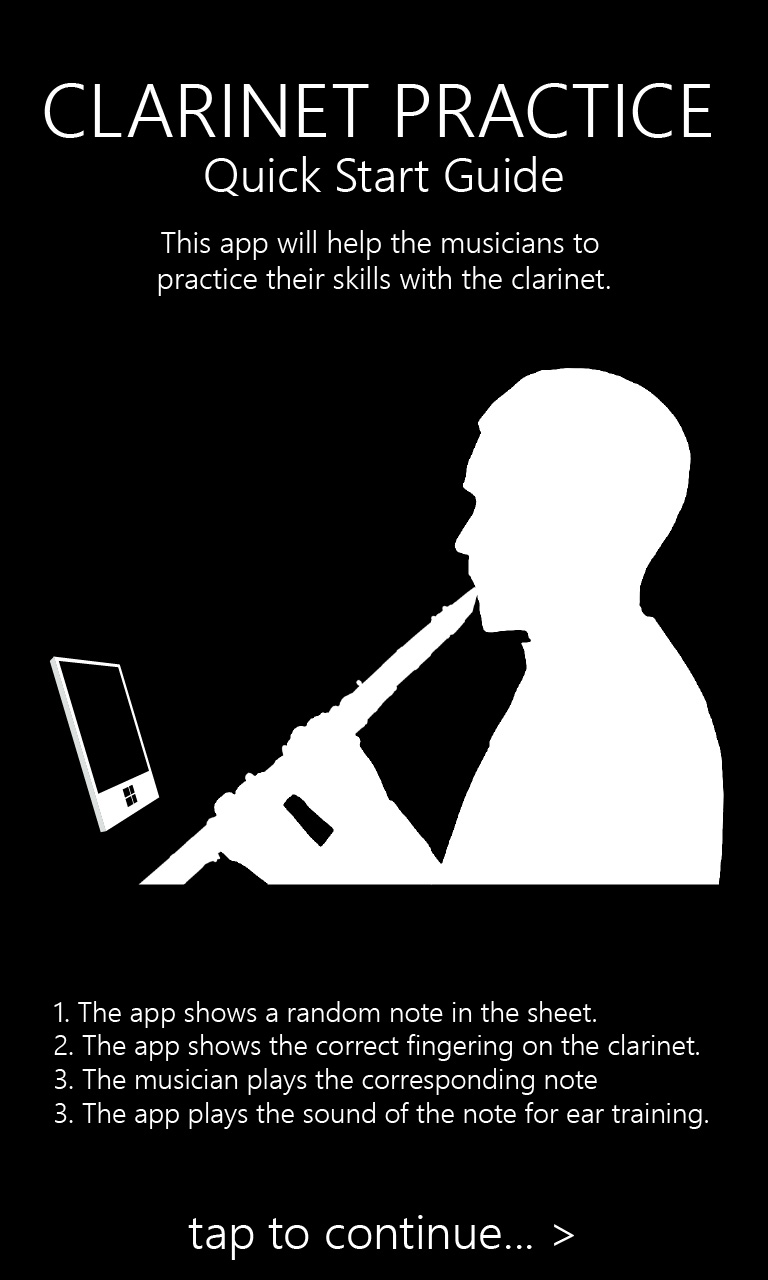 CLARINET PRACTICE
Quick Start Guide
This app will help the musicians to
practice their skills with the clarinet.
1. The app shows a random note in the sheet.
2. The app shows the correct fingering on the clarinet.
3. The musician plays the corresponding note
3. The app plays the sound of the note for ear training.
tap to continue... >